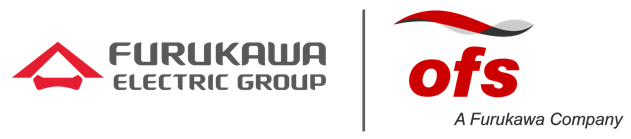 FURUKAWA
ELECTRIC GROUP
ofs
A Furukawa Company